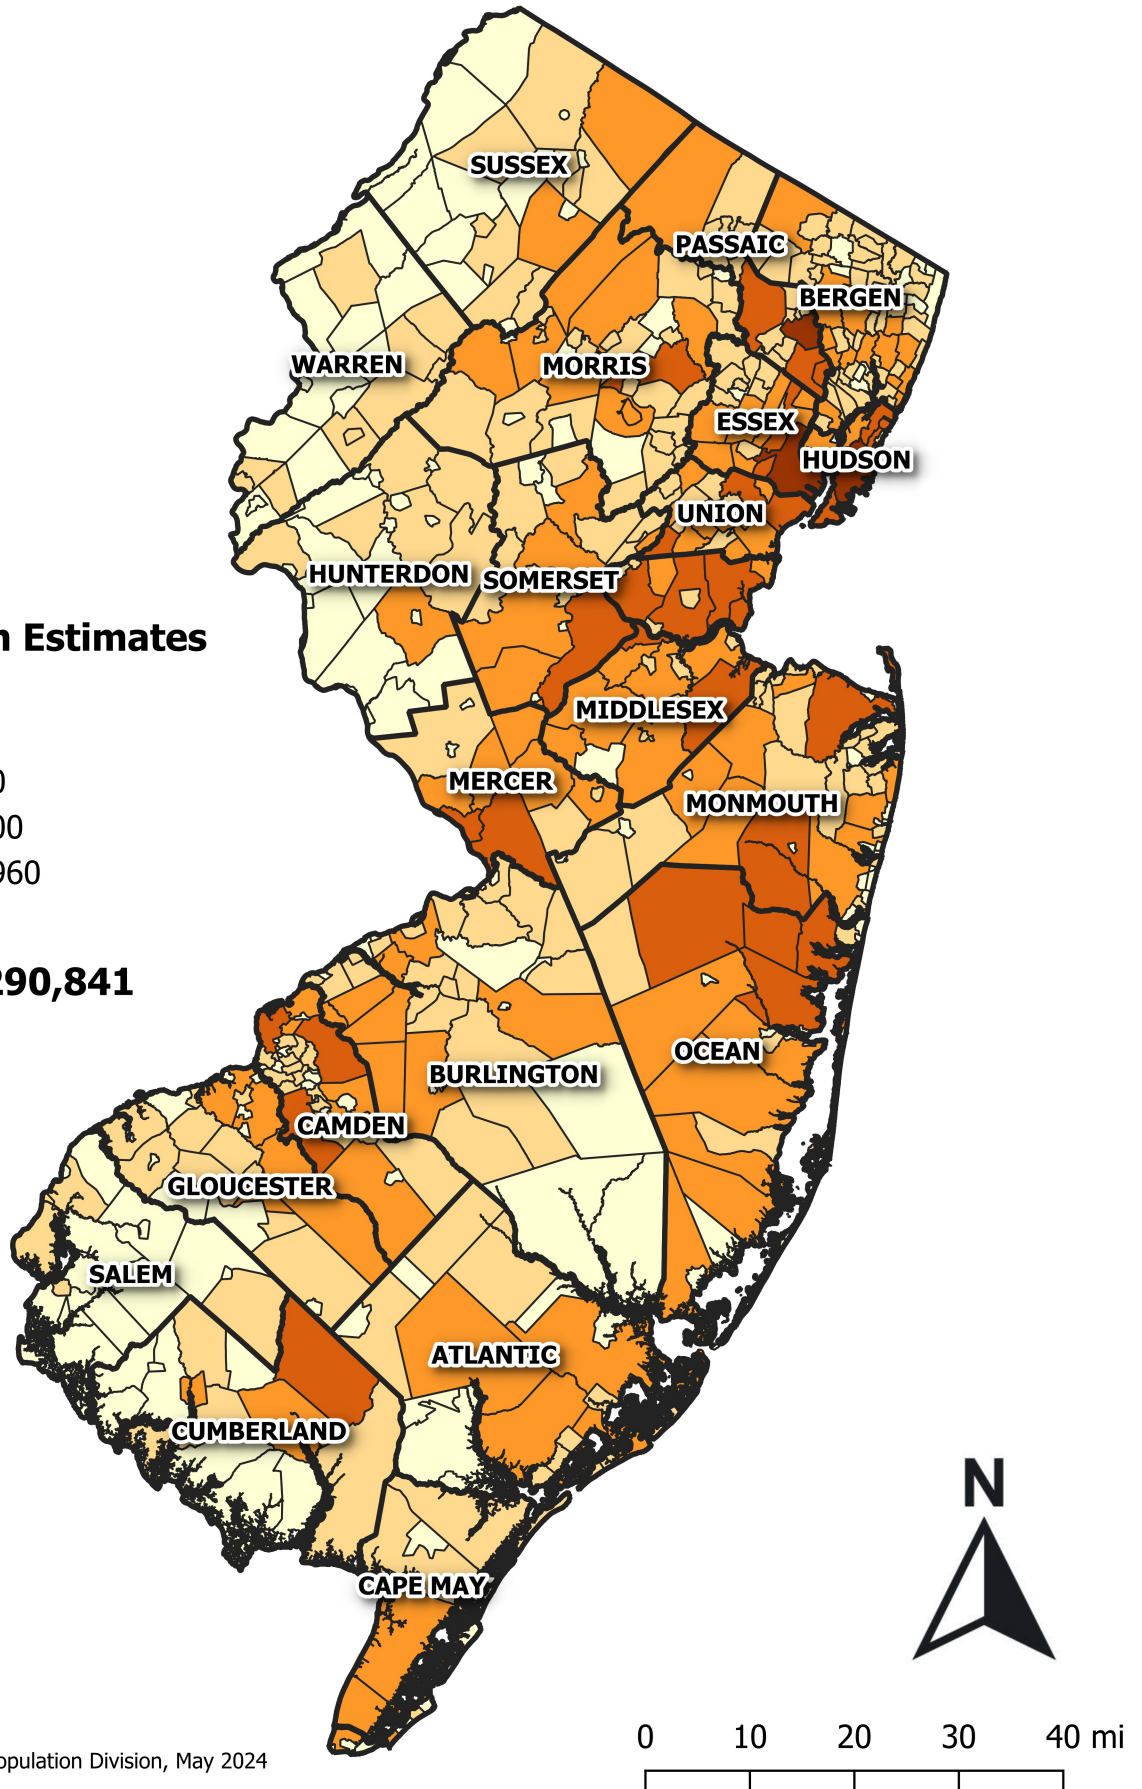 SUSSEX
PASSAIC
BERGEN
WARREN
MORRIS
ESSEX
HUDSON
UNION
HUNTERDON
SOMERSET
n Estimates
MIDDLESEX
MERCER
0
MONMOUTH
00
960
290,841
OCEAN
BURLINGTON
CAMDEN
GLOUCESTER
SALEM
ATLANTIC
CUMBERLAND
N
CAPE MAY
0 10 20 30 40 mi
opulation Division, May 2024